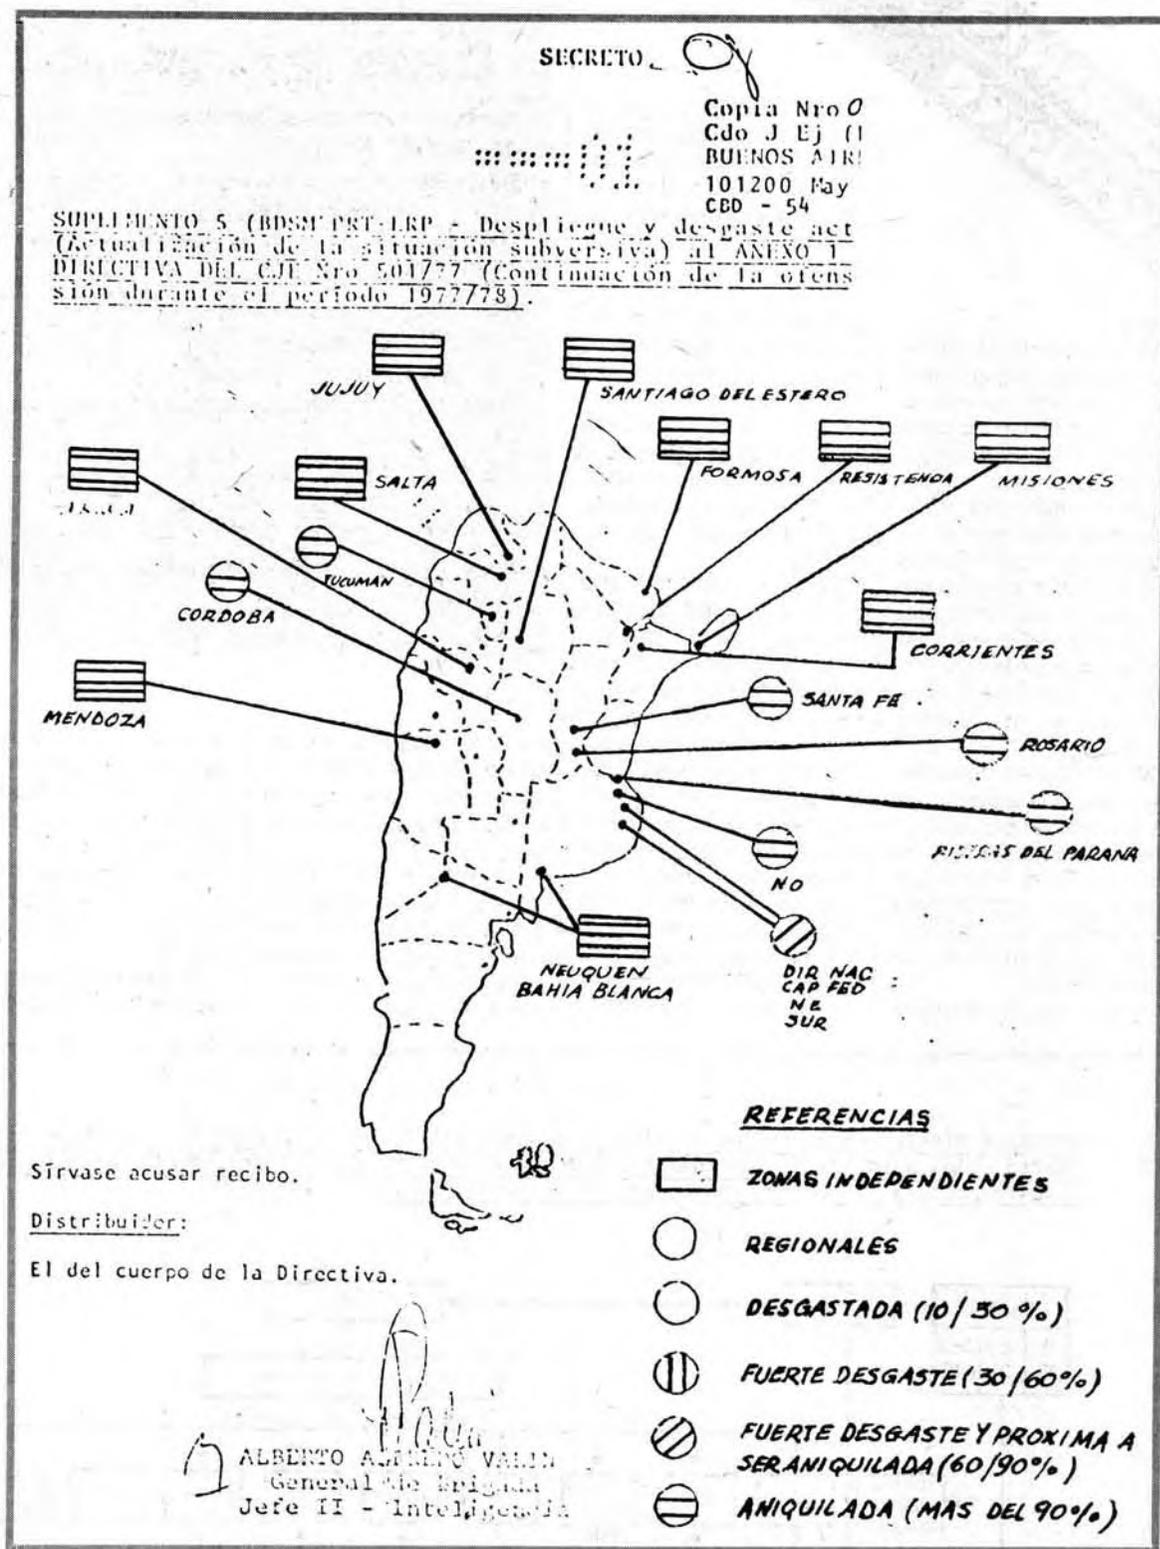 SECRETO
Copia Nro 0
Cdo J Ej (I
BUENOS AIR
101200 May
CBD - 54
SUPLEMENTO 5 (BDSM PRT-ERP - Despliegue y desgaste act
(Actualización de la situación subversiva) al ANEXO 1
DIRECTIVA DEL CJE Nro 504/77 (Continuación de la ofens
sión durante el período 1977/78).
JUJUY
SANTIAGO DEL ESTERO
SALTA
FORMOSA
RESISTENCIA
MISIONES
TUCUMAN
CORDOBA
CORRIENTES
MENDOZA
SANTA FE
ROSARIO
DEL PARANA
NO
NEUQUEN
BAHIA BLANCA
DIR NAC
CAP FED
NE
SUR
REFERENCIAS
ZONAS INDEPENDIENTES
REGIONALES
DESGASTADA (10/30%)
FUERTE DESGASTE (30/60%)
FUERTE DESGASTE Y PROXIMA A
SER ANIQUILADA (60/90%)
ANIQUILADA (MAS DEL 90%)
Sírvase acusar recibo.
Distribuidor:
El del cuerpo de la Directiva.
ALBERTO ALFREDO VALIN
General de Brigada
Jefe II - Inteligencia